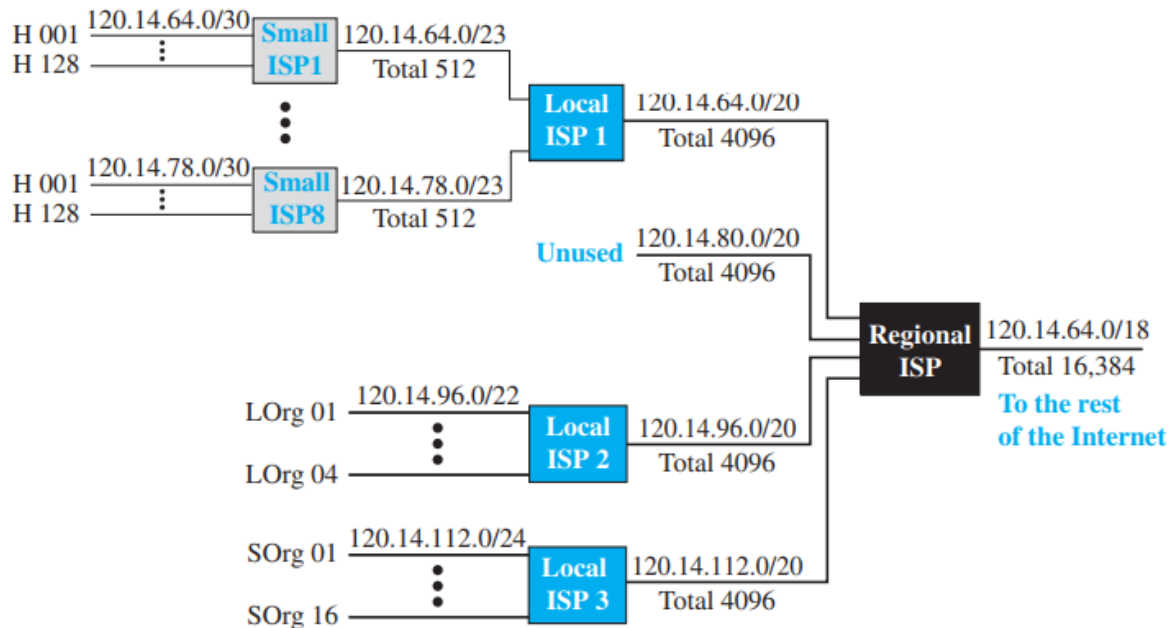 H 001
H 128
120.14.64.0/30
Small
ISP1
120.14.64.0/23
Total 512
H 001
H 128
120.14.78.0/30
Small
ISP8
120.14.78.0/23
Total 512
Local
ISP 1
120.14.64.0/20
Total 4096
Unused
120.14.80.0/20
Total 4096
LOrg 01
LOrg 04
120.14.96.0/22
Local
ISP 2
120.14.96.0/20
Total 4096
SOrg 01
SOrg 16
120.14.112.0/24
Local
ISP 3
120.14.112.0/20
Total 4096
Regional
ISP
120.14.64.0/18
Total 16,384
To the rest
of the Internet